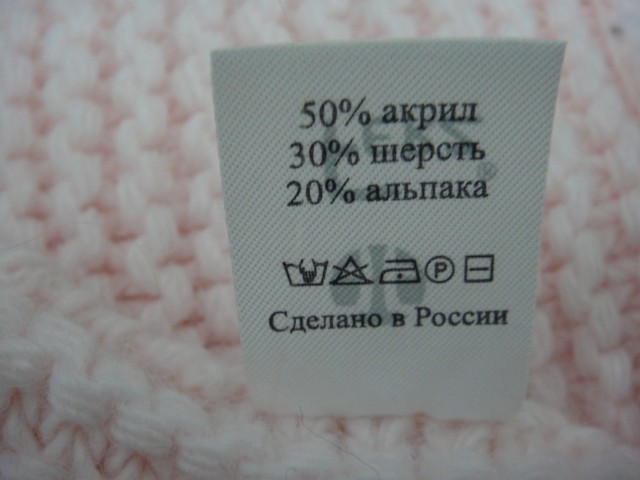 50% акрил
30% шерсть
20% альпака
P
Сделано в России